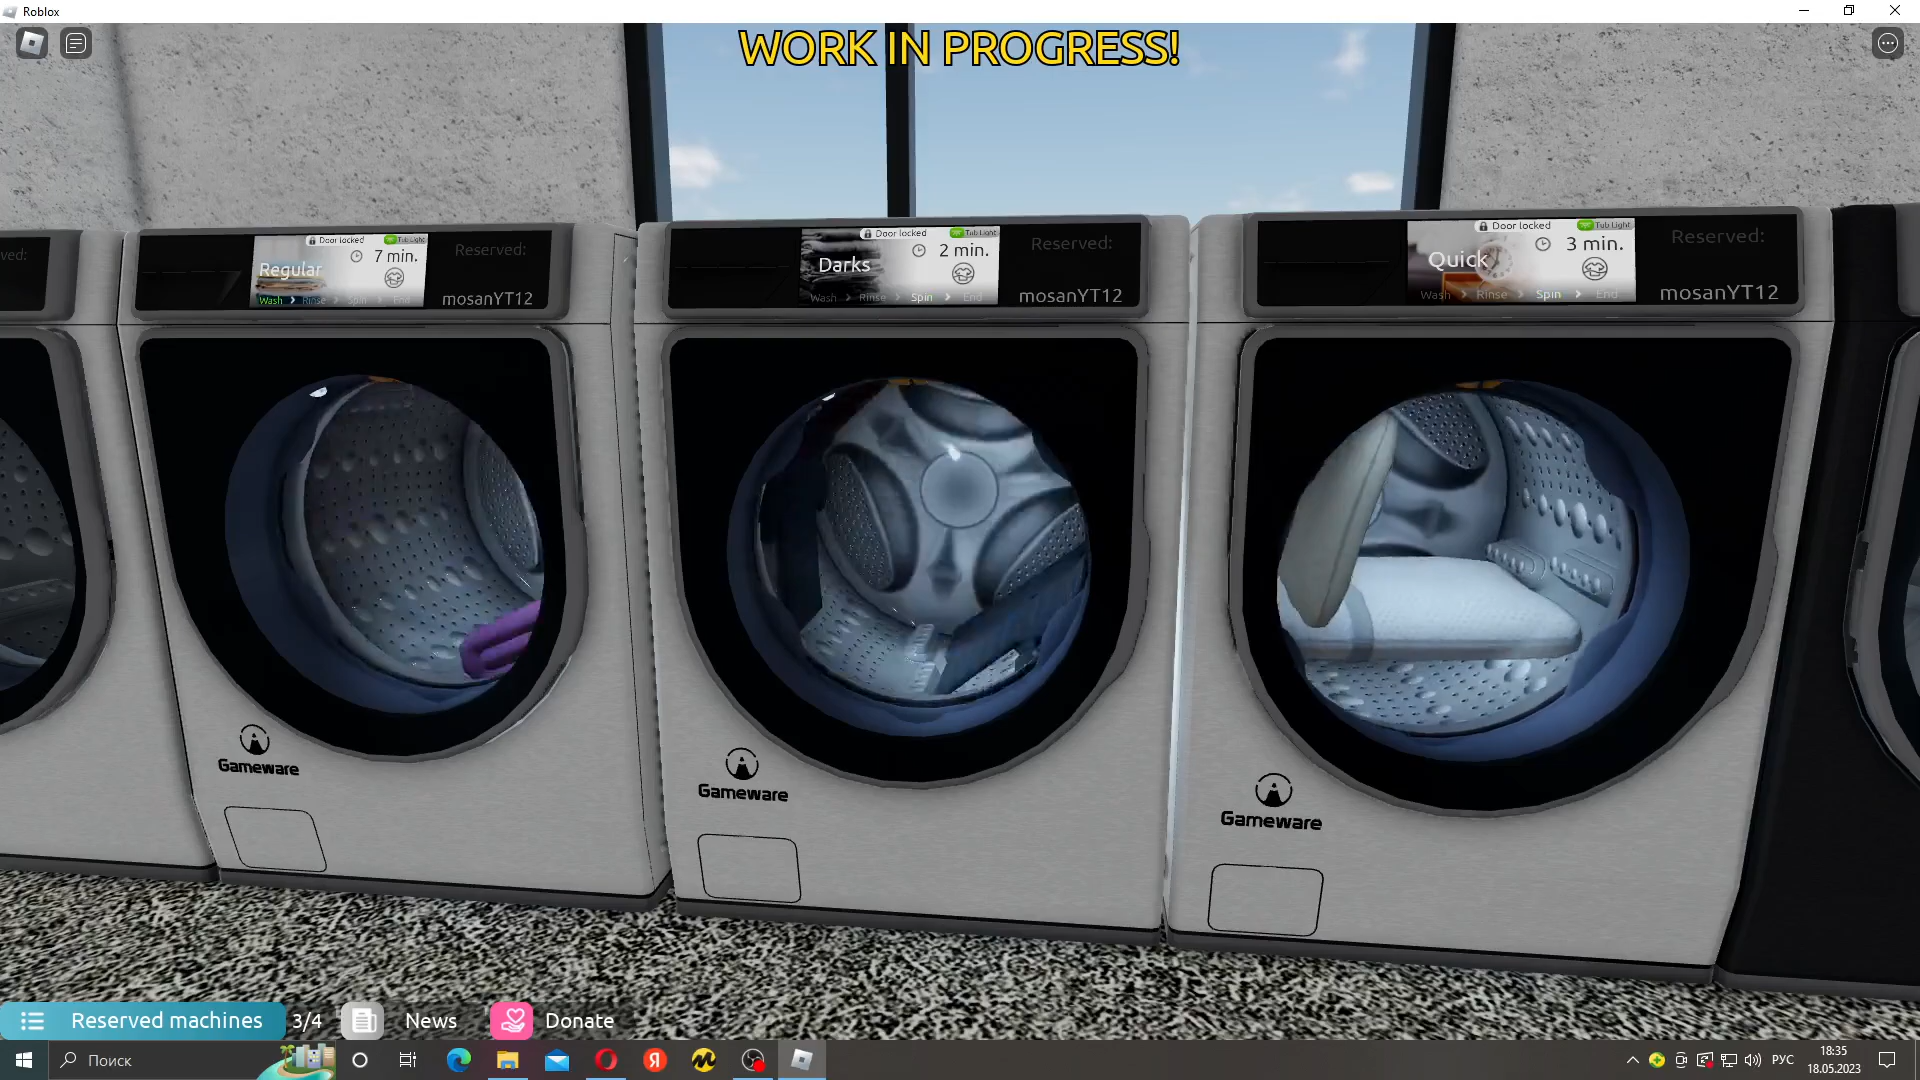 Roblox
WORK IN PROGRESS!
ved:
Door locked
Tub Light
Regular
7 min.
Wash > Rinse > Spin > End
Reserved:
mosanYT12
Door locked
Tub Light
Darks
2 min.
Wash > Rinse > Spin > End
Reserved:
mosanYT12
Door locked
Tub Light
Quick
3 min.
Wash > Rinse > Spin > End
Reserved:
mosanYT12
Gameware
Gameware
Gameware
Reserved machines 3/4
News
Donate
Поиск
Я
РУС
18:35
18.05.2023